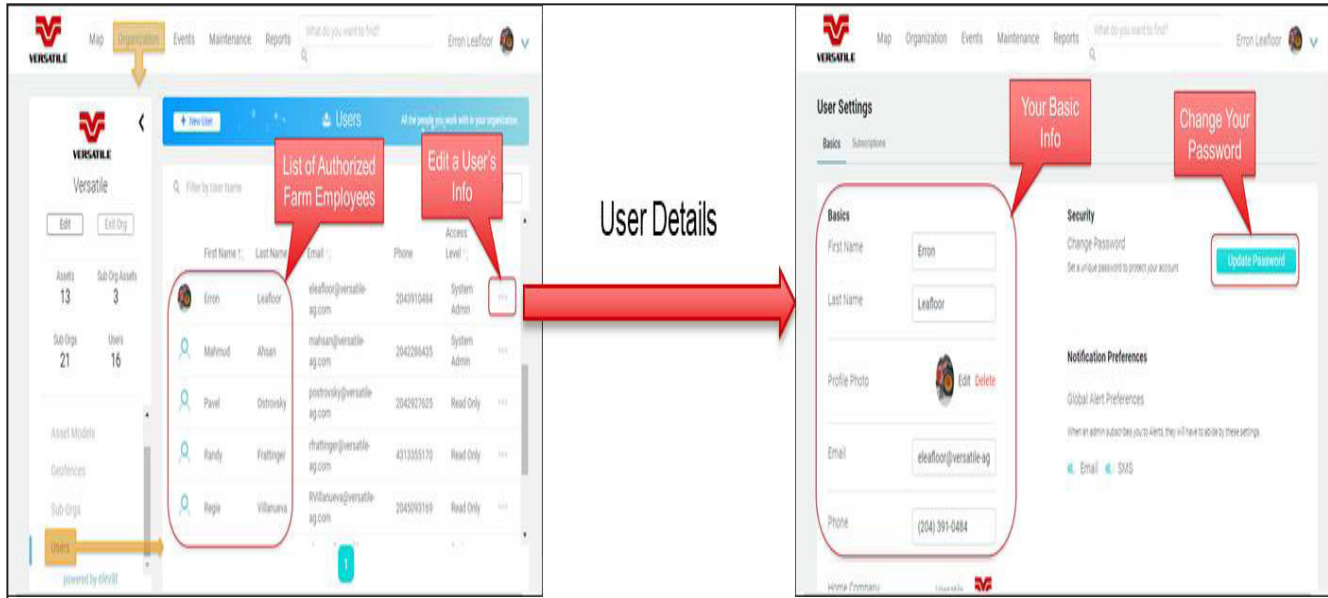 VERSATILE
Map Organization Events Maintenance Reports
What do you want to find?
Erron Leafloor
VERSATILE
Versatile
Edit Exit Org
Assets Sub Org Assets
13 3
Sub Orgs Users
21 16
Asset Models
Geofences
Sub-Orgs
Users
powered by elevāt
+ New User
Users
All the people you work with in your organization
List of Authorized
Farm Employees
Edit a User's
Info
Filter by User Name
First Name Last Name Email Phone Access Level
Erron Leafloor eleafloor@versatile-ag.com 2043910484 System Admin ...
Mahmud Ahsan mahsan@versatile-ag.com 2042286435 System Admin ...
Pavel Ostrovsky postrovsky@versatile-ag.com 2042927625 Read Only ...
Randy Frattinger rfrattinger@versatile-ag.com 4313355170 Read Only ...
Regie Villanueva RVillanueva@versatile-ag.com 2045093169 Read Only ...
1
User Details
VERSATILE
Map Organization Events Maintenance Reports
What do you want to find?
Erron Leafloor
User Settings
Basics Subscriptions
Your Basic
Info
Change Your
Password
Basics
First Name Erron
Last Name Leafloor
Profile Photo Edit Delete
Email eleafloor@versatile-ag
Phone (204) 391-0484
Home Company Versatile
Security
Change Password
Set a unique password to protect your account
Update Password
Notification Preferences
Global Alert Preferences
When an admin subscribes you to Alerts, they will have to abide by these settings.
Email SMS